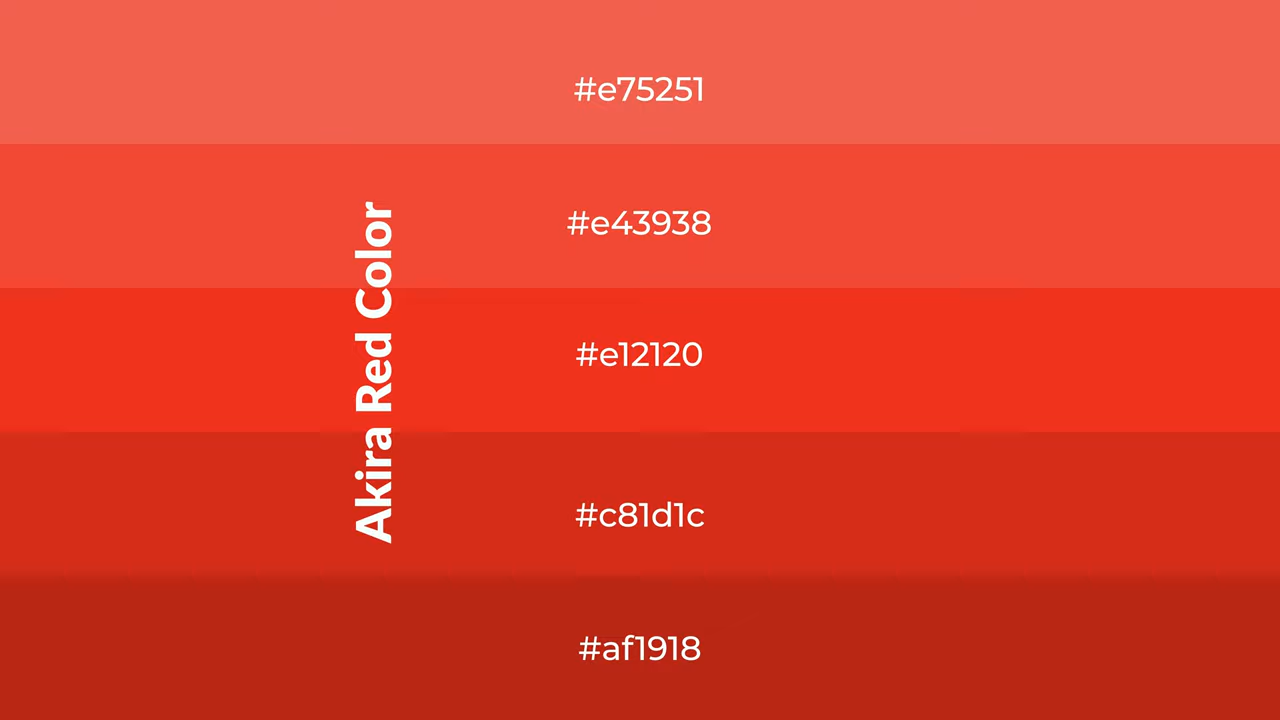 Akira Red Color
#e75251
#e43938
#e12120
#c81d1c
#af1918